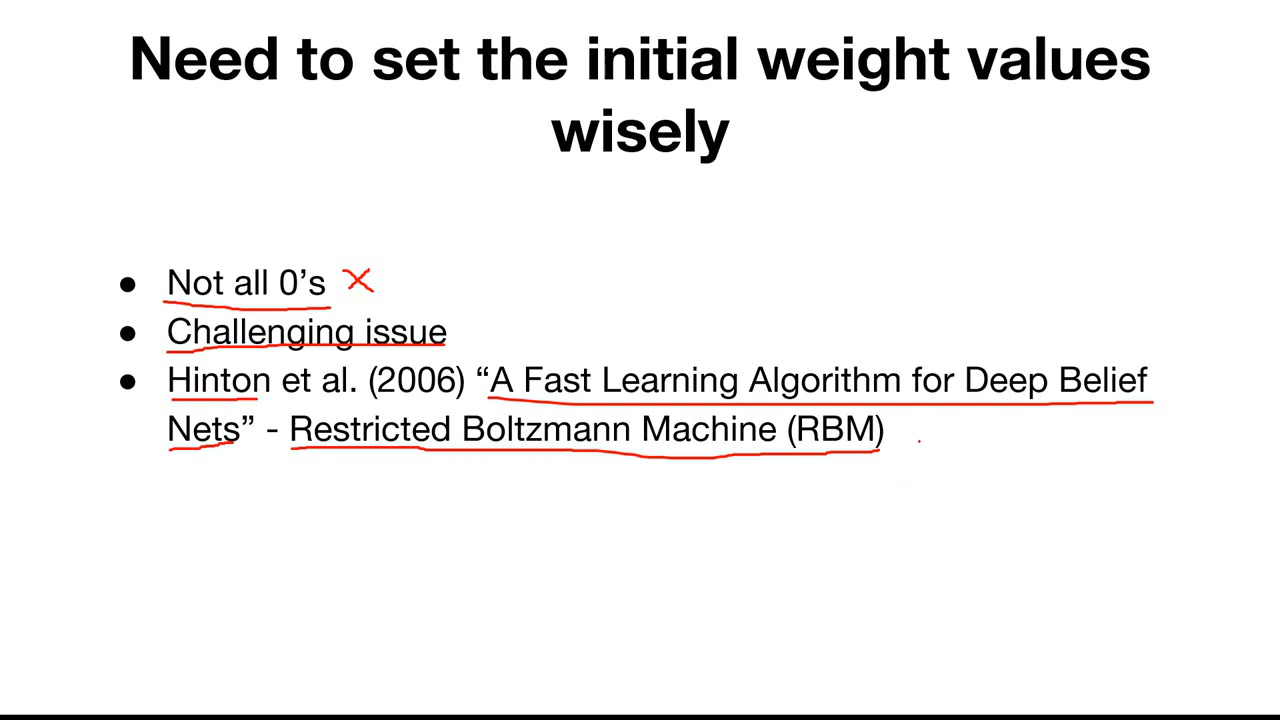 Need to set the initial weight values
wisely
● Not all 0’s
● Challenging issue
● Hinton et al. (2006) “A Fast Learning Algorithm for Deep Belief
Nets” - Restricted Boltzmann Machine (RBM)